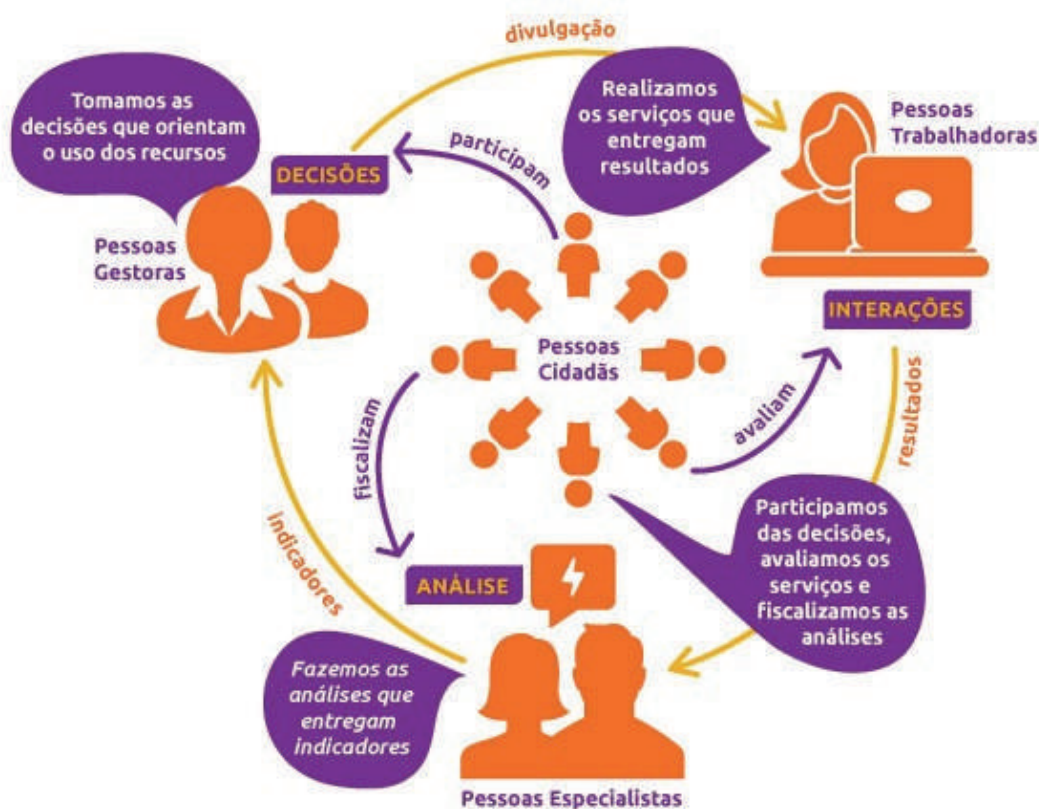 divulgação
Tomamos as
decisões que orientam
o uso dos recursos
Realizamos
os serviços que
entregam
resultados
Pessoas
Trabalhadoras
participam
DECISÕES
Pessoas
Gestoras
INTERAÇÕES
Pessoas
Cidadãs
avaliam
resultados
fiscalizam
Participamos
das decisões,
avaliamos os
serviços e
fiscalizamos as
análises
indicadores
ANÁLISE
Fazemos as
análises que
entregam
indicadores
Pessoas Especialistas